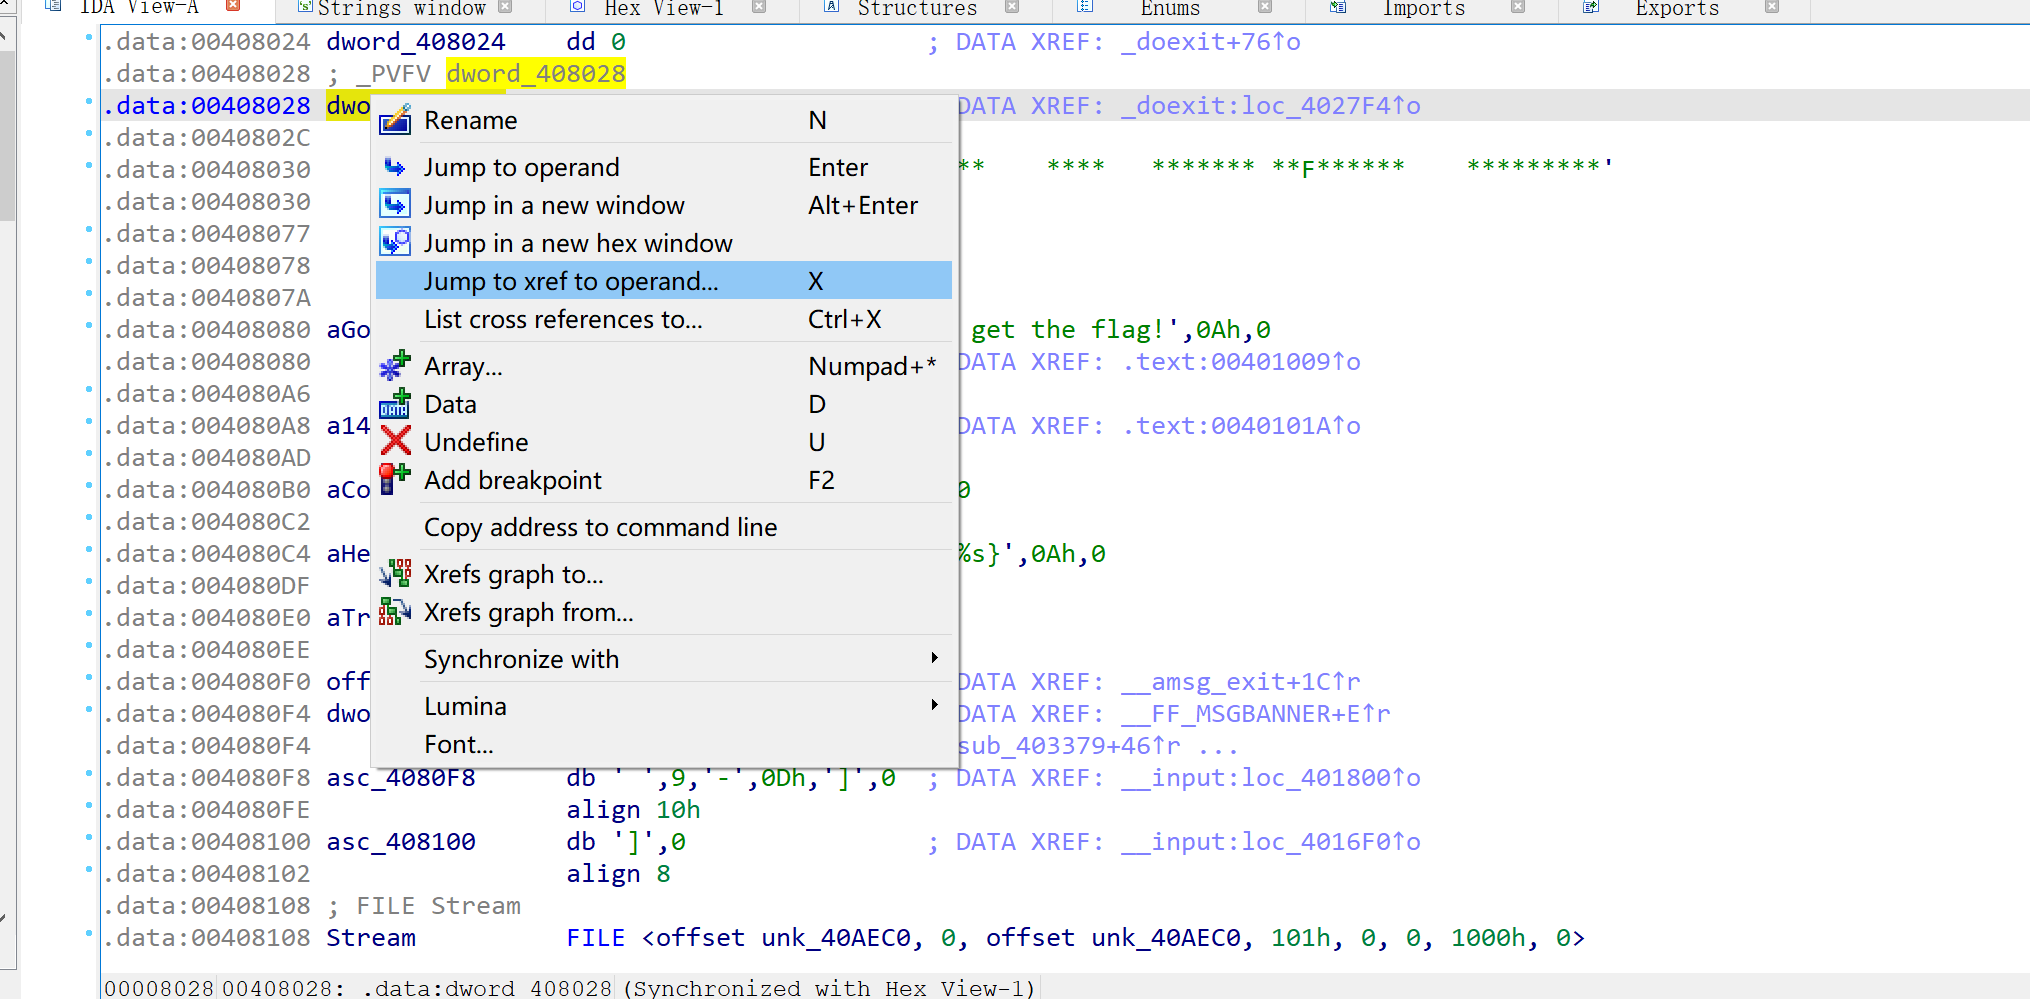 IDA View-A Strings window Hex View-1 Structures Enums Imports Exports
.data:00408024 dword_408024 dd 0 ; DATA XREF: _doexit+76↑o
.data:00408028 ; _PVFV dword_408028
.data:00408028 dwo DATA XREF: _doexit:loc_4027F4↑o
.data:0040802C
.data:00408030 ** **** ******* **F****** *********'
.data:00408030
.data:00408077
.data:00408078
.data:0040807A
.data:00408080 aGo get the flag!',0Ah,0
.data:00408080 DATA XREF: .text:00401009↑o
.data:004080A6
.data:004080A8 a14 DATA XREF: .text:0040101A↑o
.data:004080AD
.data:004080B0 aCo 0
.data:004080C2
.data:004080C4 aHe %s}',0Ah,0
.data:004080DF
.data:004080E0 aTr
.data:004080EE
.data:004080F0 off DATA XREF: __amsg_exit+1C↑r
.data:004080F4 dwo DATA XREF: __FF_MSGBANNER+E↑r
.data:004080F4 sub_403379+46↑r ...
.data:004080F8 asc_4080F8 db ' ',9,'-',0Dh,']',0 ; DATA XREF: __input:loc_401800↑o
.data:004080FE align 10h
.data:00408100 asc_408100 db ']',0 ; DATA XREF: __input:loc_4016F0↑o
.data:00408102 align 8
.data:00408108 ; FILE Stream
.data:00408108 Stream FILE <offset unk_40AEC0, 0, offset unk_40AEC0, 101h, 0, 0, 1000h, 0>
Rename N
Jump to operand Enter
Jump in a new window Alt+Enter
Jump in a new hex window
Jump to xref to operand... X
List cross references to... Ctrl+X
Array... Numpad+*
Data D
Undefine U
Add breakpoint F2
Copy address to command line
Xrefs graph to...
Xrefs graph from...
Synchronize with
Lumina
Font...
00008028 00408028: .data:dword_408028 (Synchronized with Hex View-1)